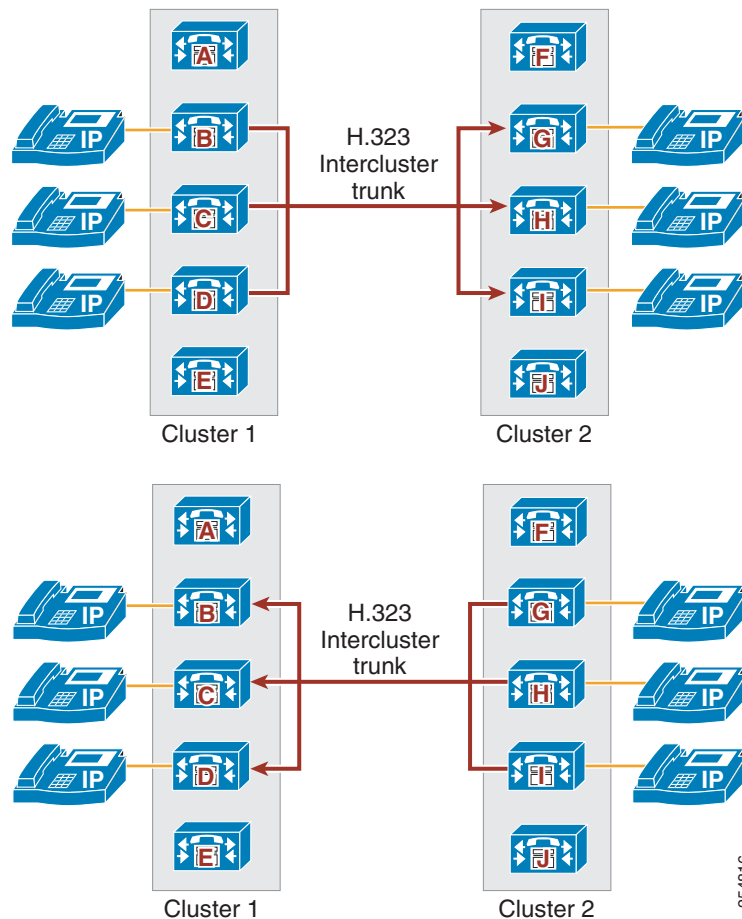 A
F
IP
B
H.323
Intercluster
trunk
G
IP
IP
C
H
IP
IP
D
I
IP
E
J
Cluster 1
Cluster 2
A
F
IP
B
H.323
Intercluster
trunk
G
IP
IP
C
H
IP
IP
D
I
IP
E
J
Cluster 1
Cluster 2